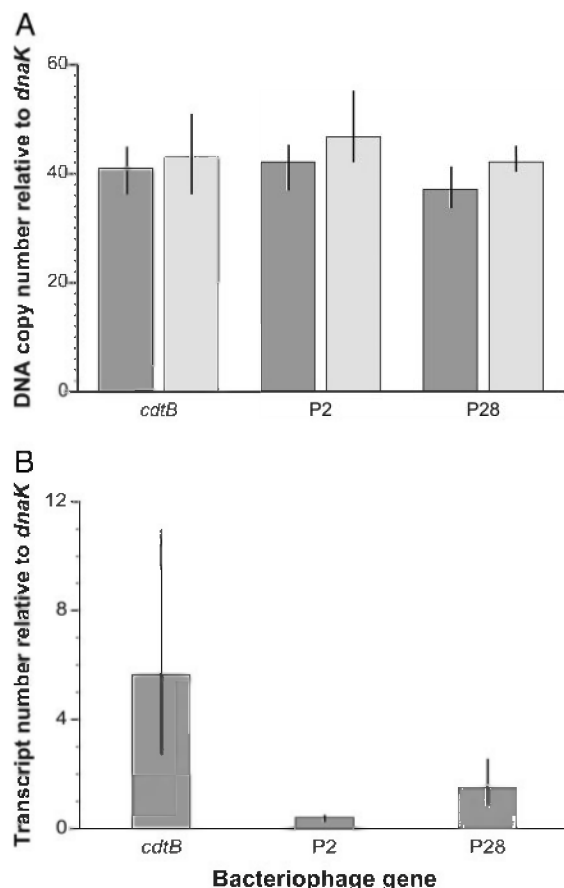 A
DNA copy number relative to dnaK
60
40
20
0
cdtB P2 P28
B
Transcript number relative to dnaK
12
8
4
0
cdtB P2 P28
Bacteriophage gene